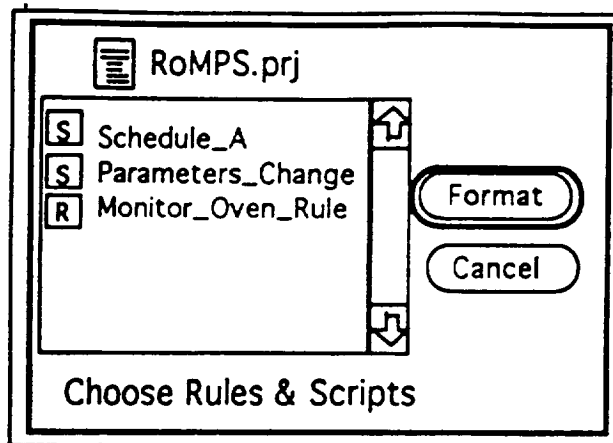 RoMPS.prj
S Schedule_A
S Parameters_Change
R Monitor_Oven_Rule
Format
Cancel
Choose Rules & Scripts